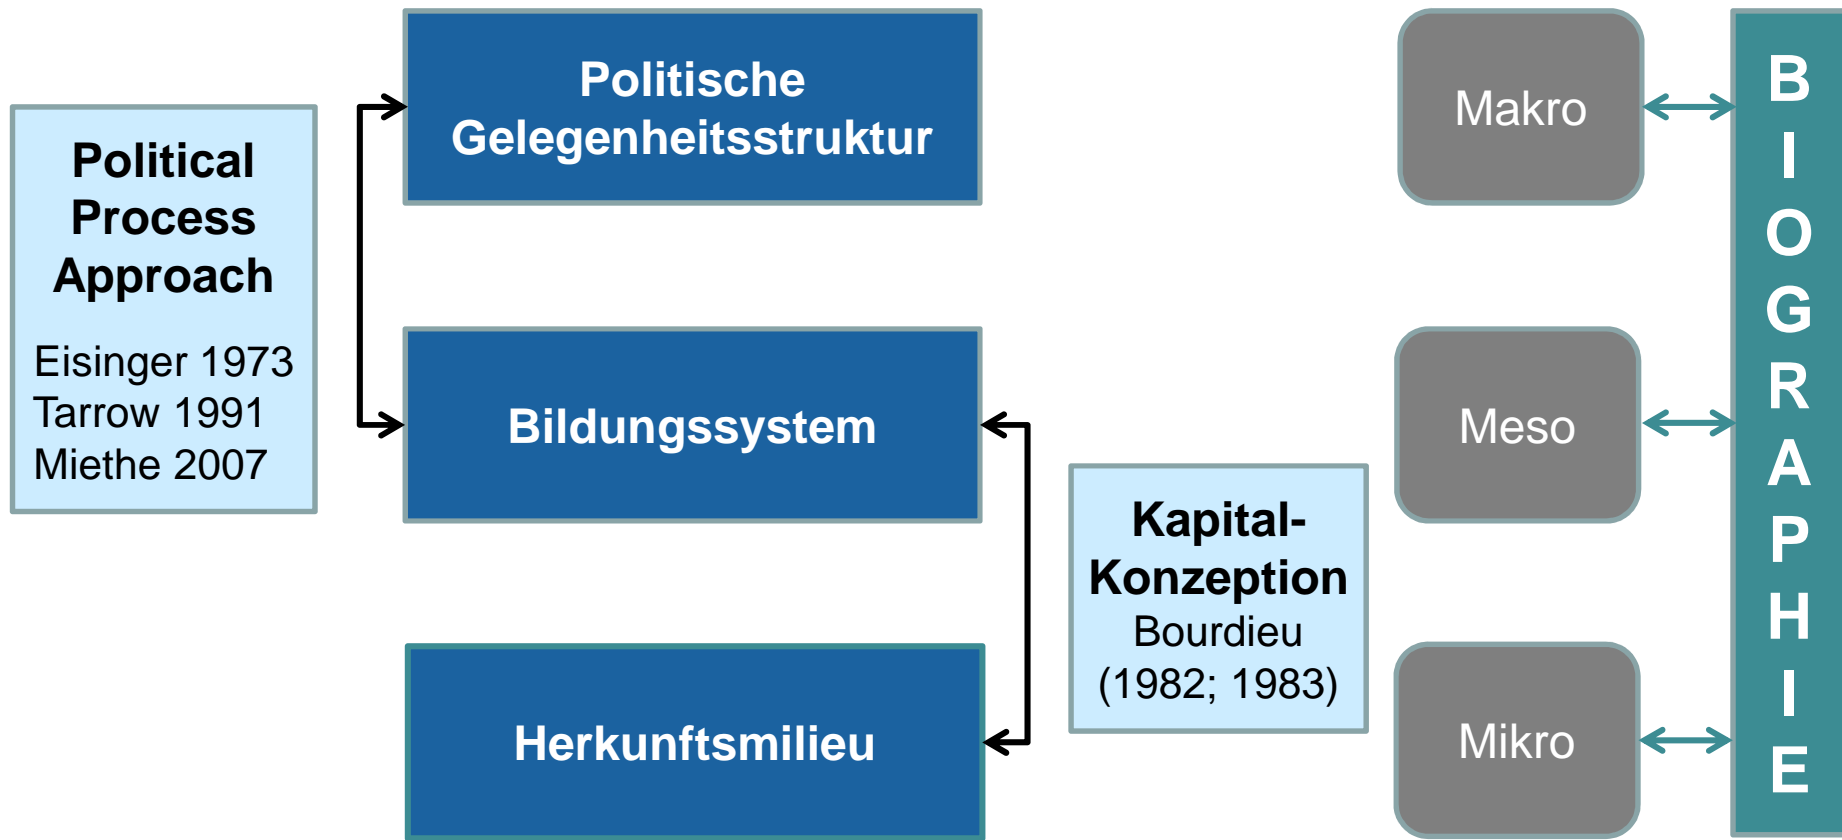 Political
Process
Approach
Eisinger 1973
Tarrow 1991
Miethe 2007
Politische
Gelegenheitsstruktur
Bildungssystem
Herkunftsmilieu
Kapital-
Konzeption
Bourdieu
(1982; 1983)
Makro
Meso
Mikro
B
I
O
G
R
A
P
H
I
E